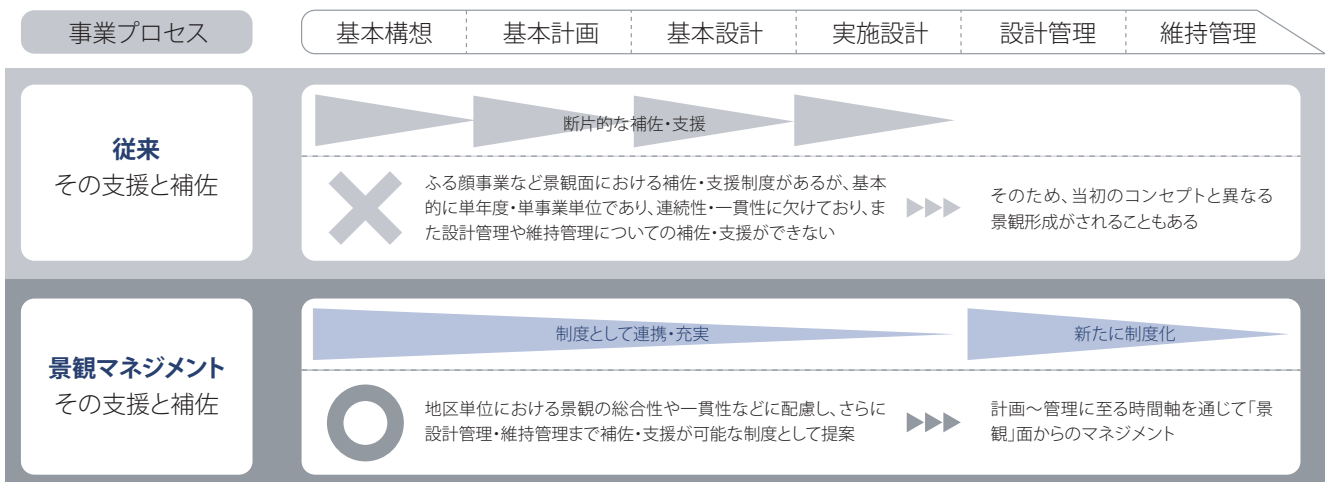 事業プロセス
基本構想
基本計画
基本設計
実施設計
設計管理
維持管理
従来
その支援と補佐
断片的な補佐・支援
ふる顔事業など景観面における補佐・支援制度があるが、基本
的に単年度・単事業単位であり、連続性・一貫性に欠けており、ま
た設計管理や維持管理についての補佐・支援ができない
そのため、当初のコンセプトと異なる
景観形成がされることもある
景観マネジメント
その支援と補佐
制度として連携・充実
新たに制度化
地区単位における景観の総合性や一貫性などに配慮し、さらに
設計管理・維持管理まで補佐・支援が可能な制度として提案
計画～管理に至る時間軸を通じて「景
観」面からのマネジメント